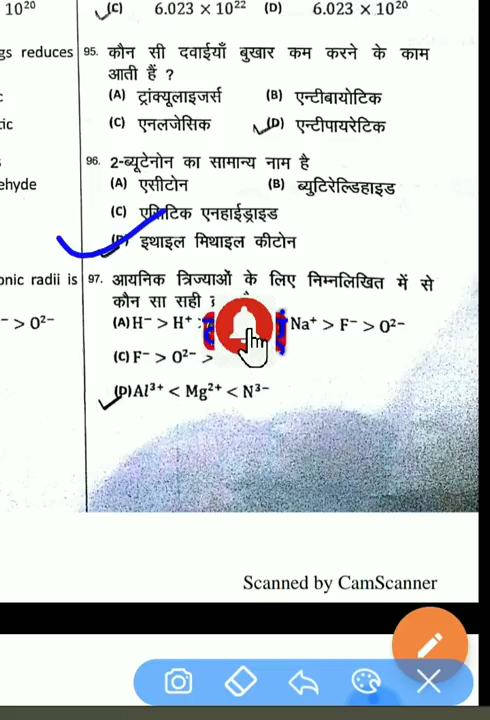 10²⁰
(C) 6.023 × 10²² (D) 6.023 × 10²⁰
gs reduces
95. कौन सी दवाईयाँ बुखार कम करने के काम
आती हैं ?
(A) ट्रांक्यूलाइजर्स (B) एन्टीबायोटिक
tic
(C) एनलजेसिक (D) एन्टीपायरेटिक
96. 2-ब्यूटेनोन का सामान्य नाम है
ehyde
(A) एसीटोन (B) ब्युटिरेल्डिहाइड
(C) एसिटिक एनहाईड्राइड
(D) इथाइल मिथाइल कीटोन
onic radii is
97. आयनिक त्रिज्याओं के लिए निम्नलिखित में से
कौन सा सही
⁻ > O²⁻
(A) H⁻ > H⁺ Na⁺ > F⁻ > O²⁻
(C) F⁻ > O²⁻ >
(D) Al³⁺ < Mg²⁺ < N³⁻
Scanned by CamScanner